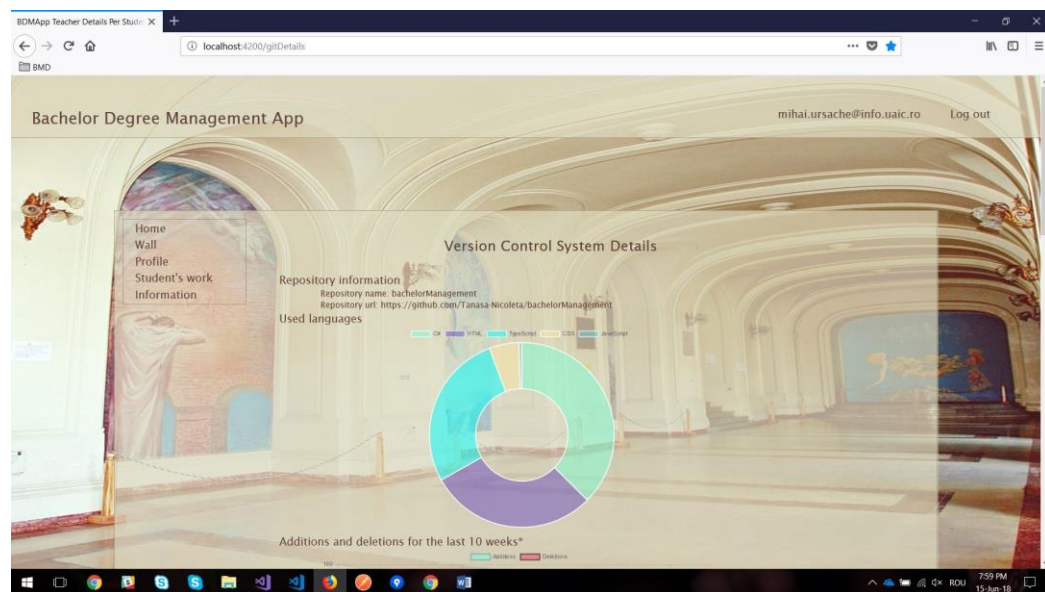 BDMApp Teacher Details Per Stude
localhost:4200/gitDetails
BMD
Bachelor Degree Management App
mihai.ursache@info.uaic.ro
Log out
Home
Wall
Profile
Student's work
Information
Version Control System Details
Repository information
Repository name: bachelorManagement
Repository url: https://github.com/Tanasa-Nicoleta/bachelorManagement
Used languages
C# HTML TypeScript CSS JavaScript
Additions and deletions for the last 10 weeks*
Additions Deletions
ROU
7:59 PM
15-Jun-18